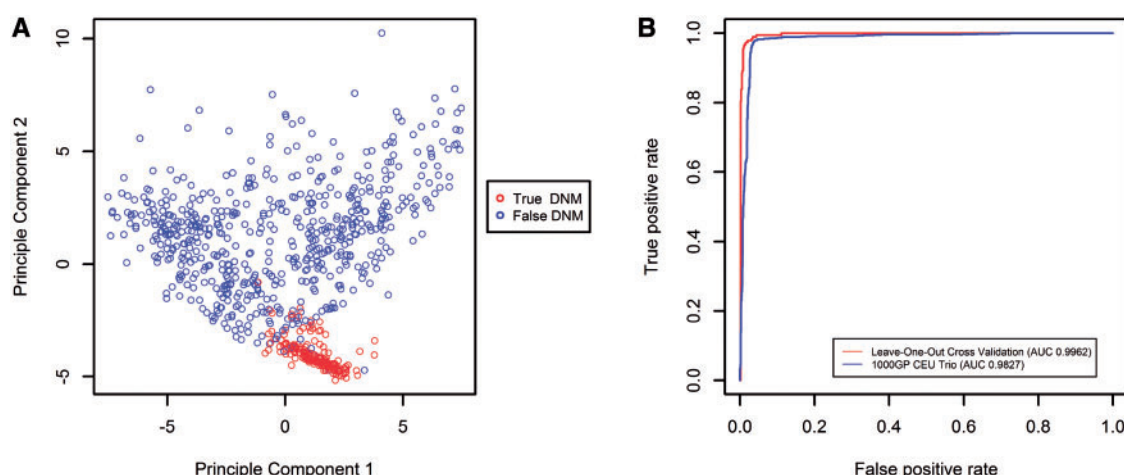 A
Principle Component 2
10
5
0
-5
-5
0
5
Principle Component 1
True DNM
False DNM
B
True positive rate
1.0
0.8
0.6
0.4
0.2
0.0
0.0
0.2
0.4
0.6
0.8
1.0
False positive rate
Leave-One-Out Cross Validation (AUC 0.9962)
1000GP CEU Trio (AUC 0.9827)